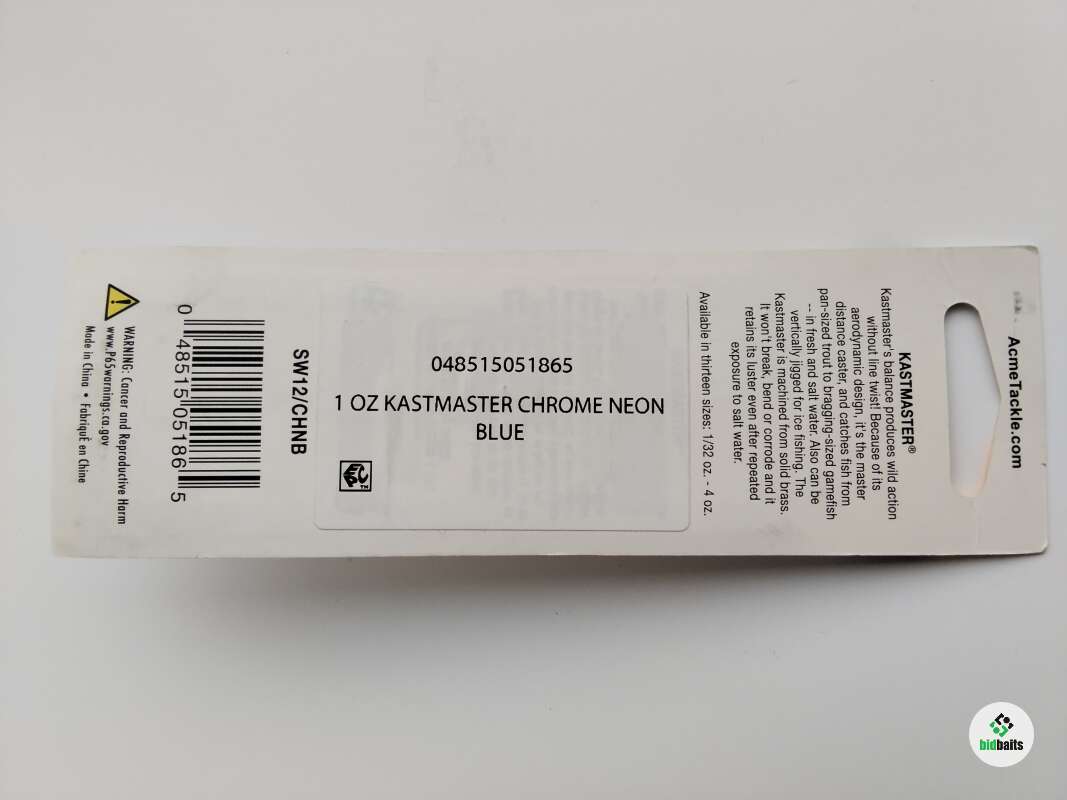 AcmeTackle.com
KASTMASTER®
Kastmaster's balance produces wild action
without line twist! Because of its
aerodynamic design, it's the master
distance caster, and catches fish from
pan-sized trout to bragging-sized gamefish
-- in fresh and salt water. Also can be
vertically jigged for ice fishing. The
Kastmaster is machined from solid brass.
It won't break, bend or corrode and it
retains its luster even after repeated
exposure to salt water.
Available in thirteen sizes: 1/32 oz. - 4 oz.
048515051865
1 OZ KASTMASTER CHROME NEON
BLUE
TM
SW12/CHNB
0 48515 05186 5
WARNING: Cancer and Reproductive Harm
www.P65warnings.ca.gov
Made in China • FabriquÉ en Chine
bidbaits